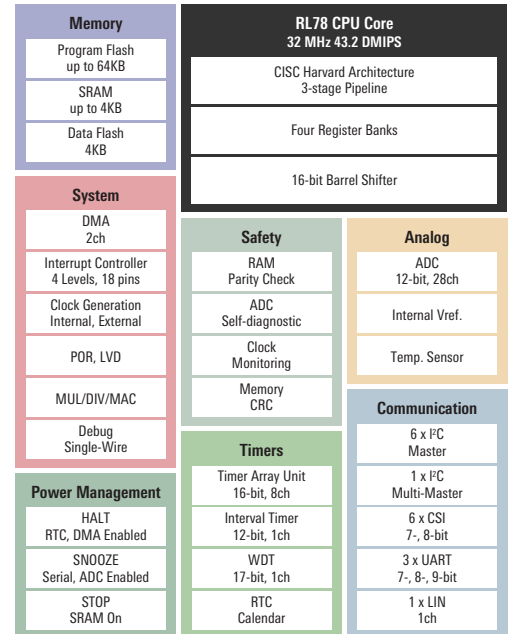 Memory
Program Flash
up to 64KB
SRAM
up to 4KB
Data Flash
4KB
RL78 CPU Core
32 MHz 43.2 DMIPS
CISC Harvard Architecture
3-stage Pipeline
Four Register Banks
16-bit Barrel Shifter
System
DMA
2ch
Interrupt Controller
4 Levels, 18 pins
Clock Generation
Internal, External
POR, LVD
MUL/DIV/MAC
Debug
Single-Wire
Safety
RAM
Parity Check
ADC
Self-diagnostic
Clock
Monitoring
Memory
CRC
Analog
ADC
12-bit, 28ch
Internal Vref.
Temp. Sensor
Power Management
HALT
RTC, DMA Enabled
SNOOZE
Serial, ADC Enabled
STOP
SRAM On
Timers
Timer Array Unit
16-bit, 8ch
Interval Timer
12-bit, 1ch
WDT
17-bit, 1ch
RTC
Calendar
Communication
6 x I²C
Master
1 x I²C
Multi-Master
6 x CSI
7-, 8-bit
3 x UART
7-, 8-, 9-bit
1 x LIN
1ch